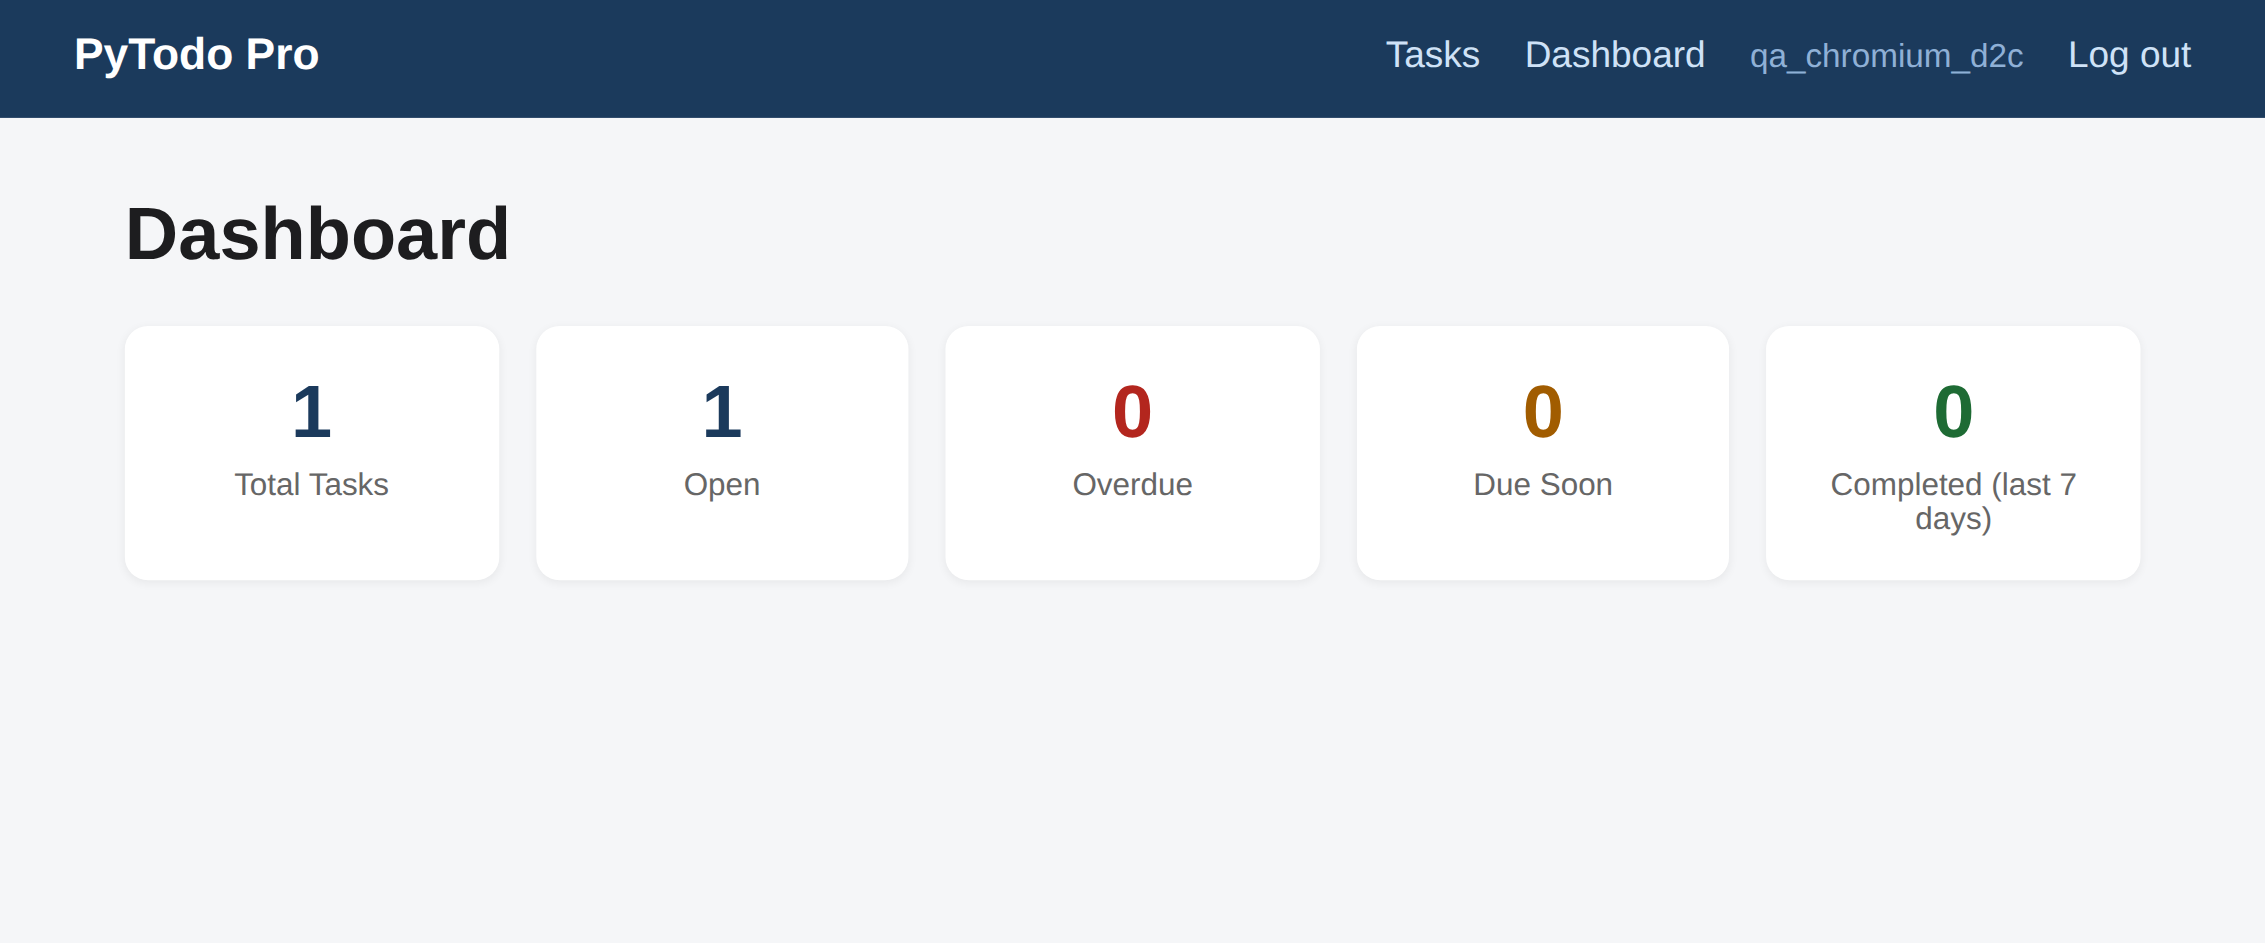 PyTodo Pro
Tasks
Dashboard
qa_chromium_d2c
Log out
Dashboard
1
Total Tasks
1
Open
0
Overdue
0
Due Soon
0
Completed (last 7
days)